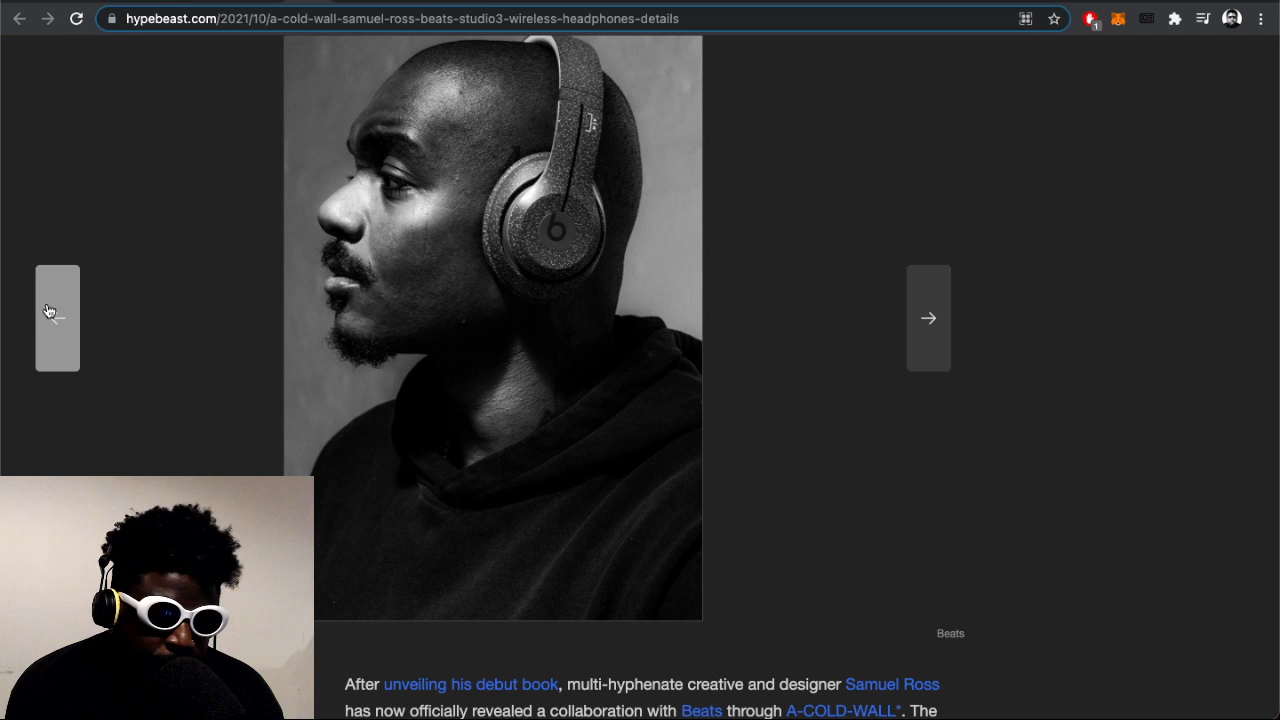 hypebeast.com/2021/10/a-cold-wall-samuel-ross-beats-studio3-wireless-headphones-details
1
b
Beats
After unveiling his debut book, multi-hyphenate creative and designer Samuel Ross
has now officially revealed a collaboration with Beats through A-COLD-WALL*. The